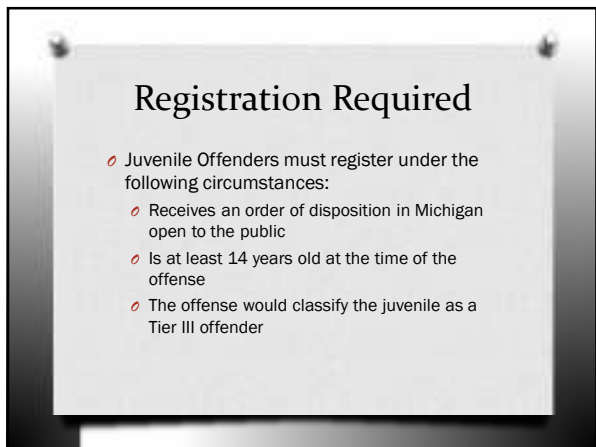 Registration Required
Juvenile Offenders must register under the
following circumstances:
Receives an order of disposition in Michigan
open to the public
Is at least 14 years old at the time of the
offense
The offense would classify the juvenile as a
Tier III offender